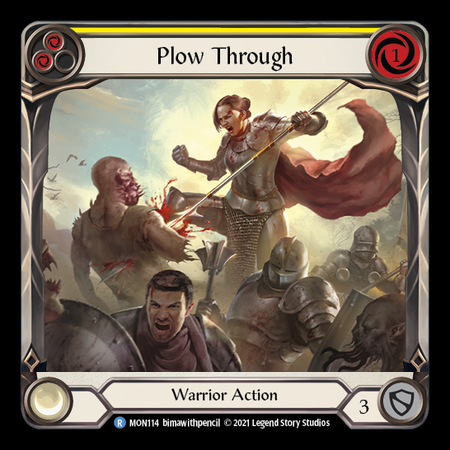 Plow Through
1
Warrior Action
3
R MON114 bimawithpencil © 2021 Legend Story Studios